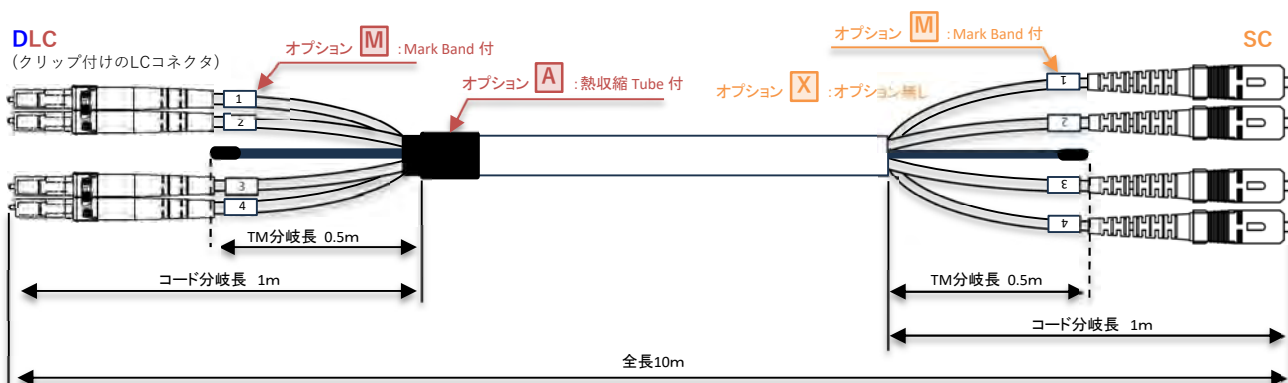 DLC
(クリップ付けのLCコネクタ)
オプション M : Mark Band 付
オプション A : 熱収縮 Tube 付
オプション M : Mark Band 付
オプション X : オプション無し
SC
1
2
3
4
1
2
3
4
TM分岐長 0.5m
コード分岐長 1m
TM分岐長 0.5m
コード分岐長 1m
全長10m